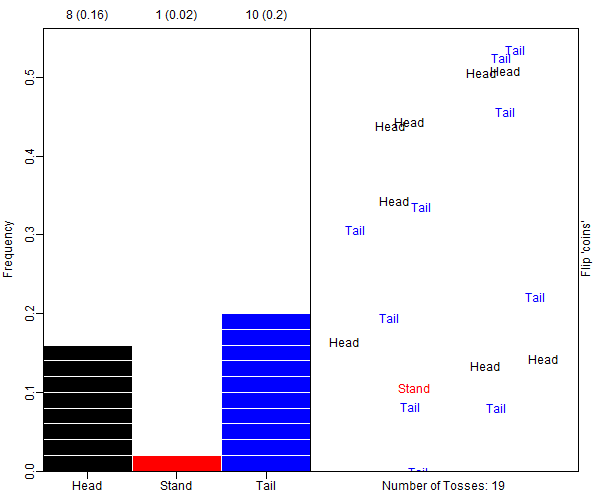 8 (0.16) 1 (0.02) 10 (0.2)
Frequency
0.5
0.4
0.3
0.2
0.1
0.0
Head Stand Tail
Tail
Tail
Head Head
Tail
Head Head
Head
Tail
Tail
Tail
Tail
Head
Head
Head
Stand
Tail Tail
Tail
Number of Tosses: 19
Flip 'coins'